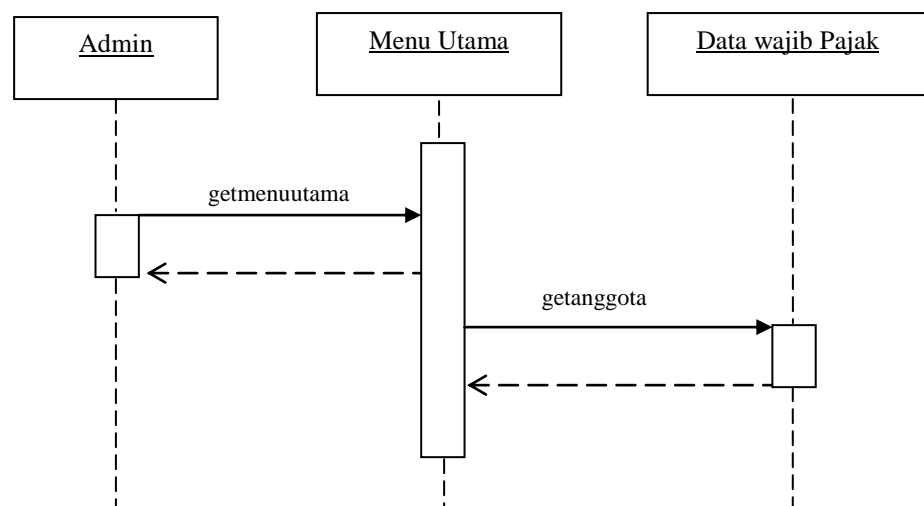 Admin
Menu Utama
Data wajib Pajak
getmenuutama
getanggota